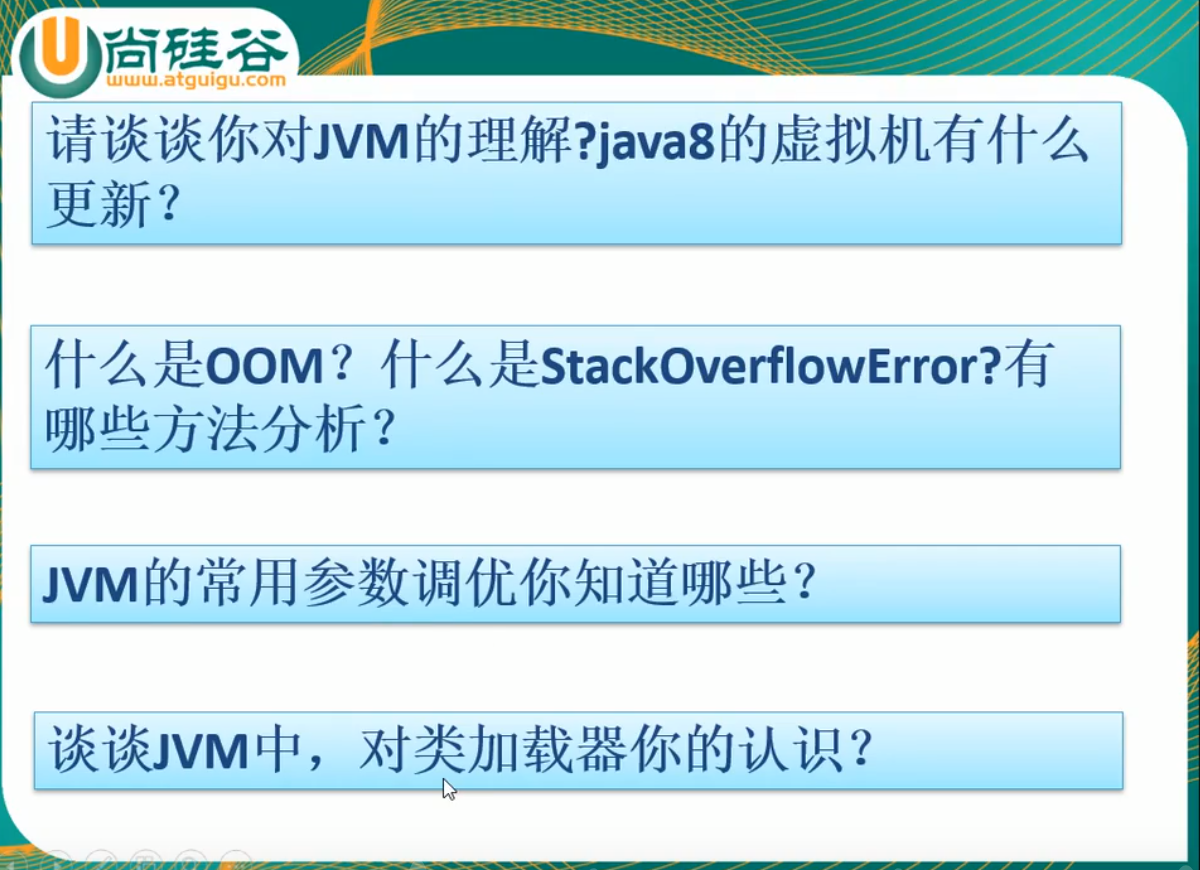 尚硅谷
www.atguigu.com
请谈谈你对JVM的理解?java8的虚拟机有什么
更新？
什么是OOM？什么是StackOverflowError?有
哪些方法分析？
JVM的常用参数调优你知道哪些？
谈谈JVM中，对类加载器你的认识？